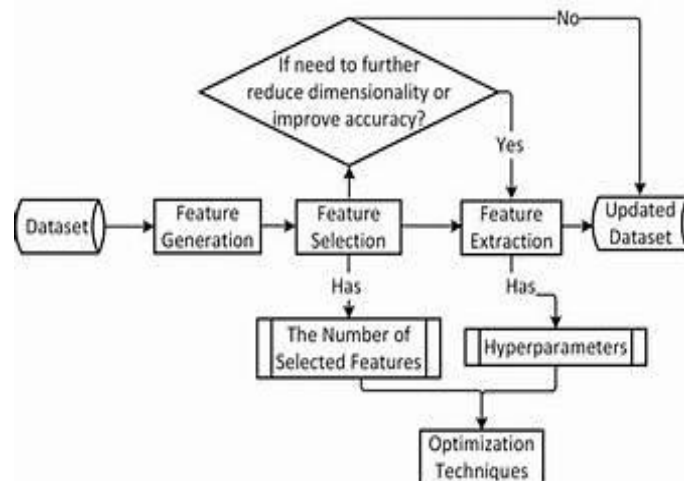 No
If need to further
reduce dimensionality or
improve accuracy?
Yes
Dataset
Feature
Generation
Feature
Selection
Feature
Extraction
Updated
Dataset
Has
Has
The Number of
Selected Features
Hyperparameters
Optimization
Techniques